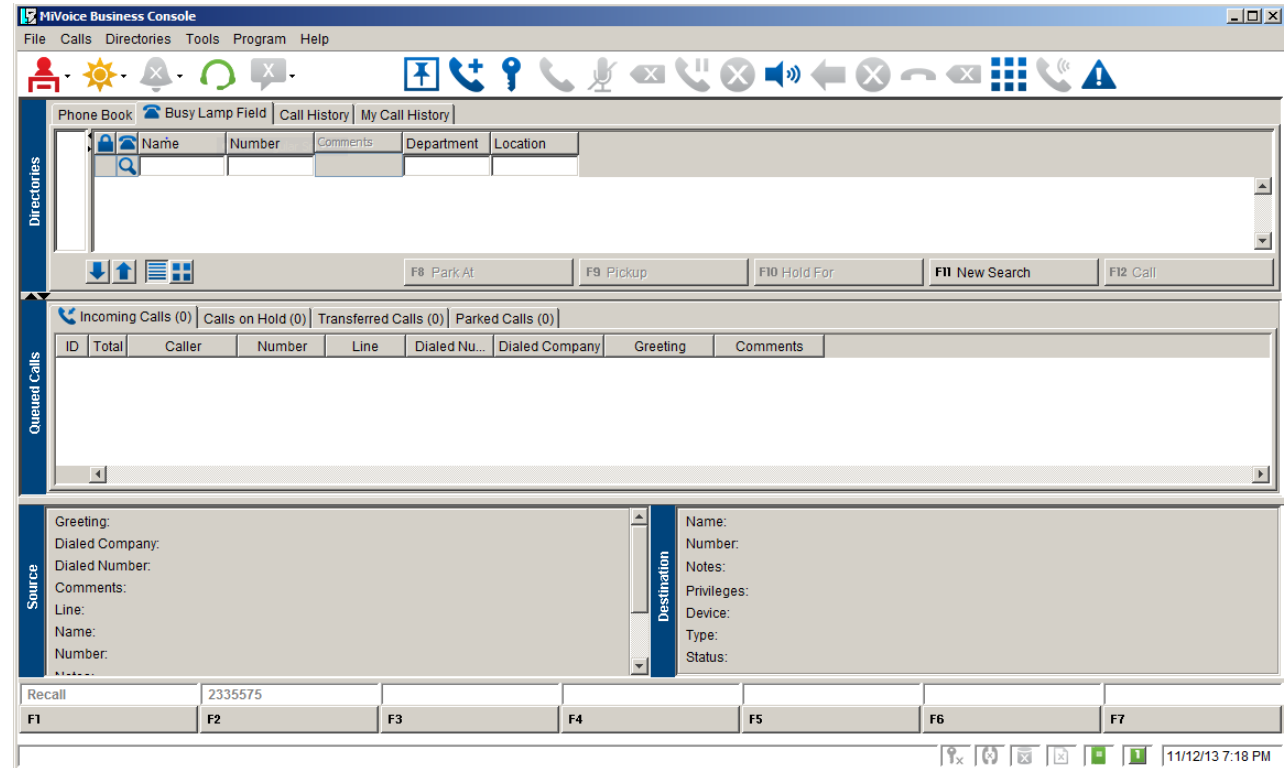 MiVoice Business Console
File Calls Directories Tools Program Help
Directories
Phone Book Busy Lamp Field Call History My Call History
Name Number Comments Department Location
F8 Park At F9 Pickup F10 Hold For F11 New Search F12 Call
Queued Calls
Incoming Calls (0) Calls on Hold (0) Transferred Calls (0) Parked Calls (0)
ID Total Caller Number Line Dialed Nu... Dialed Company Greeting Comments
Source
Greeting:
Dialed Company:
Dialed Number:
Comments:
Line:
Name:
Number:
Destination
Name:
Number:
Notes:
Privileges:
Device:
Type:
Status:
Recall 2335575
F1 F2 F3 F4 F5 F6 F7
1 11/12/13 7:18 PM